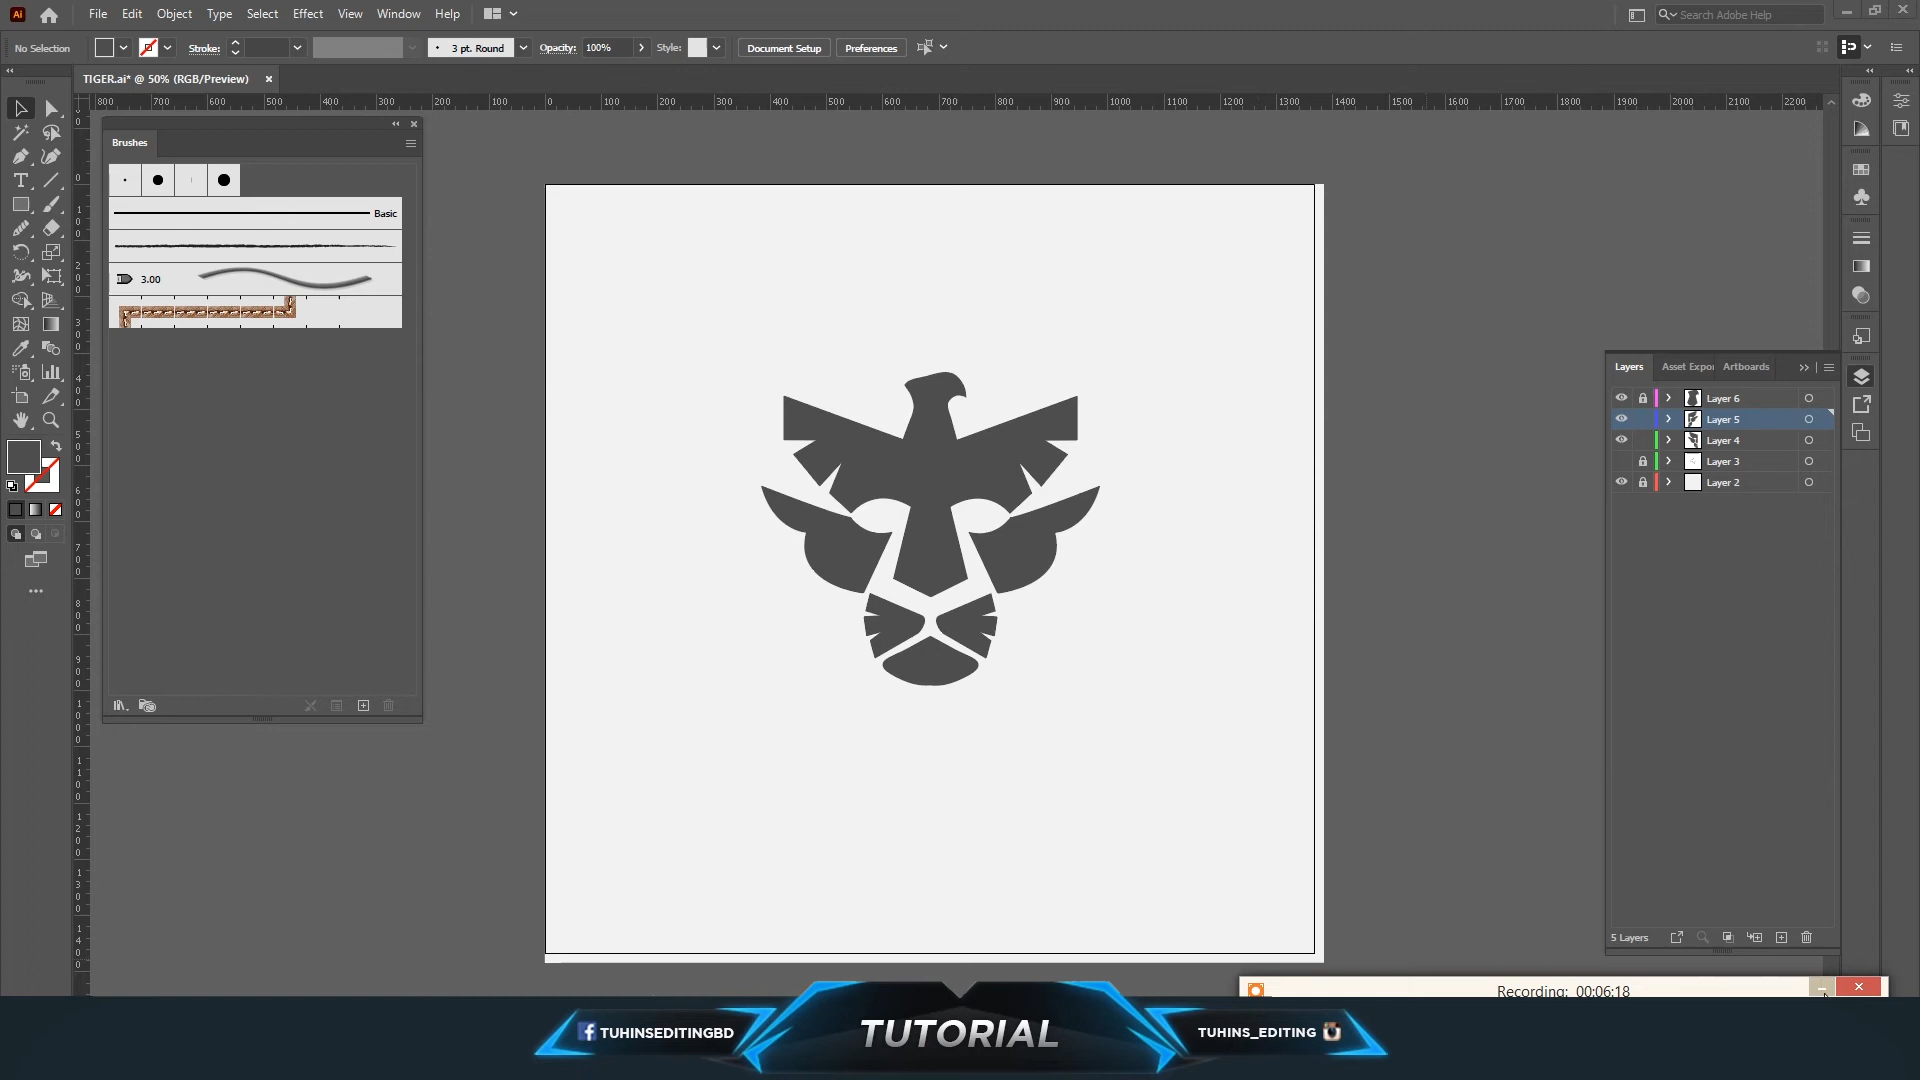 Ai File Edit Object Type Select Effect View Window Help Search Adobe Help
No Selection Stroke: 3 pt. Round Opacity: 100% Style: Document Setup Preferences
TIGER.ai* @ 50% (RGB/Preview)
800 700 600 500 400 300 200 100 0 100 200 300 400 500 600 700 800 900 1000 1100 1200 1300 1400 1500 1600 1700 1800 1900 2000 2100 2200
Brushes
Basic
3.00
Layers Asset Expor Artboards
Layer 6
Layer 5
Layer 4
Layer 3
Layer 2
5 Layers
Recording: 00:06:18
TUHINSEDITINGBD TUTORIAL TUHINS_EDITING